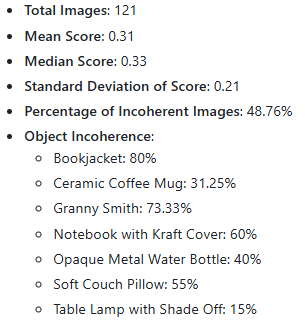 Total Images: 121
Mean Score: 0.31
Median Score: 0.33
Standard Deviation of Score: 0.21
Percentage of Incoherent Images: 48.76%
Object Incoherence:
Bookjacket: 80%
Ceramic Coffee Mug: 31.25%
Granny Smith: 73.33%
Notebook with Kraft Cover: 60%
Opaque Metal Water Bottle: 40%
Soft Couch Pillow: 55%
Table Lamp with Shade Off: 15%